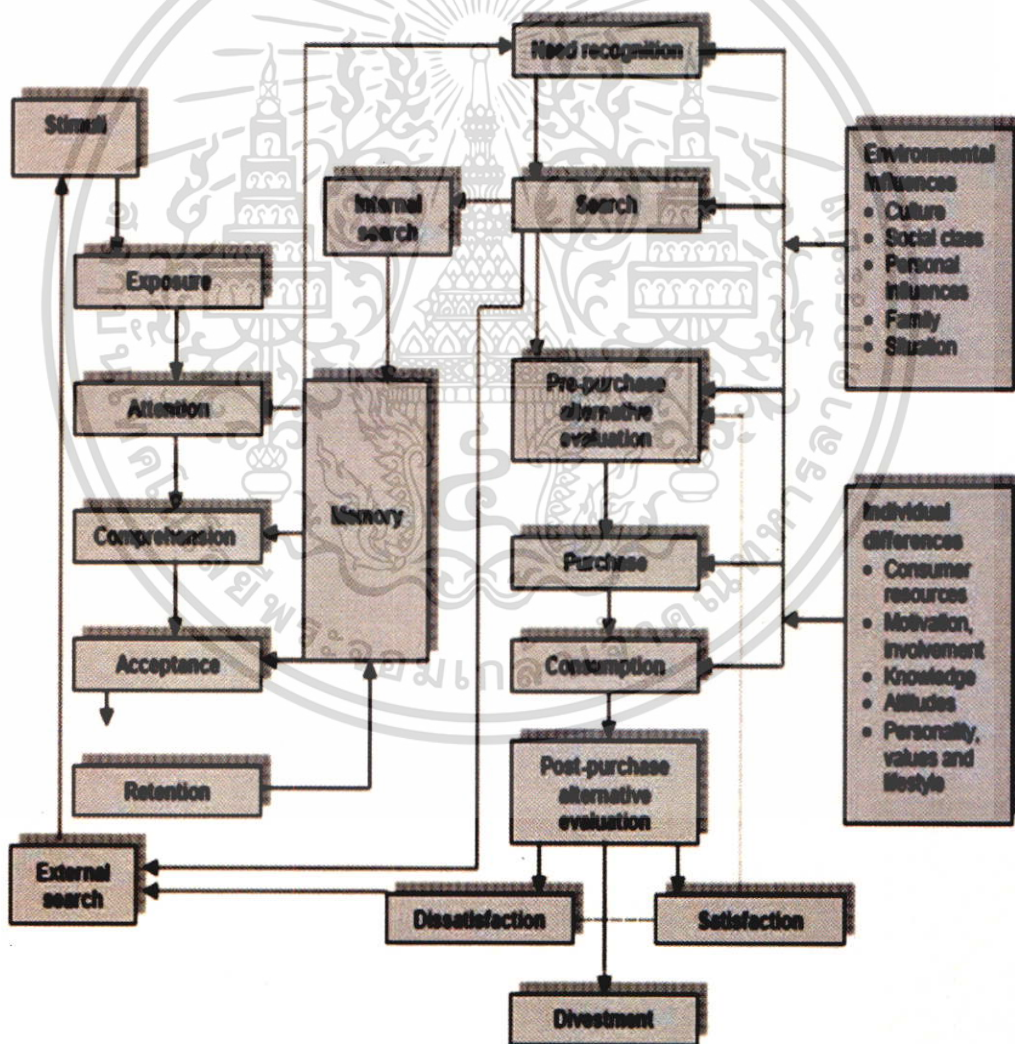 Need recognition
Stimuli
Environmental
influences
• Culture
• Social class
• Personal
influences
• Family
• Situation
Internal
search
Search
Exposure
Pre-purchase
alternative
evaluation
Attention
Memory
Comprehension
Purchase
Individual
differences
• Consumer
resources
• Motivation,
involvement
• Knowledge
• Attitudes
• Personality,
values and
lifestyle
Acceptance
Consumption
Retention
Post-purchase
alternative
evaluation
External
search
Dissatisfaction
Satisfaction
Divestment